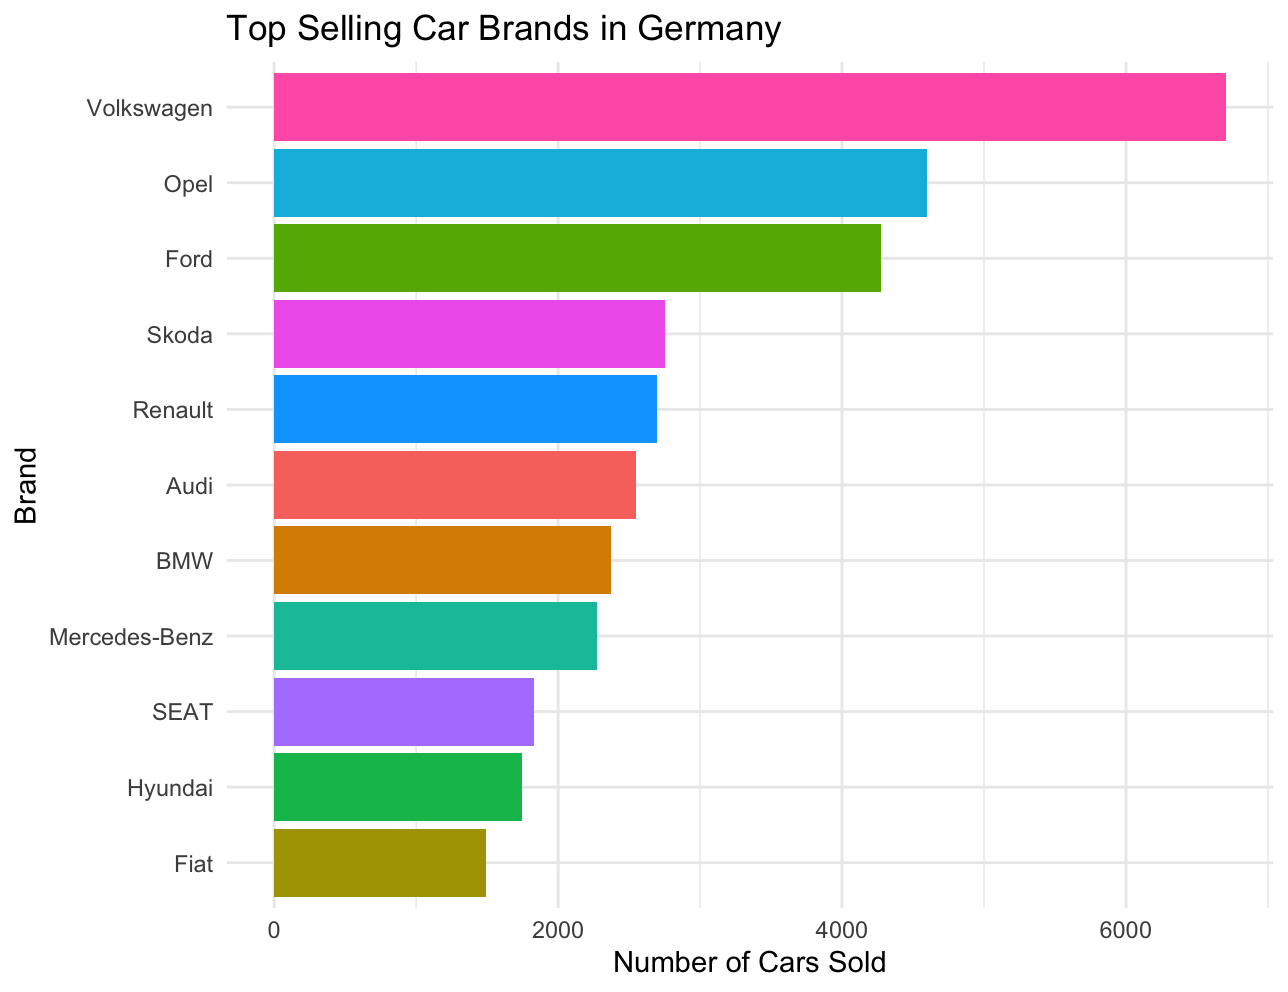 Top Selling Car Brands in Germany
Volkswagen
Opel
Ford
Skoda
Renault
Audi
BMW
Mercedes-Benz
SEAT
Hyundai
Fiat
Brand
0 2000 4000 6000
Number of Cars Sold